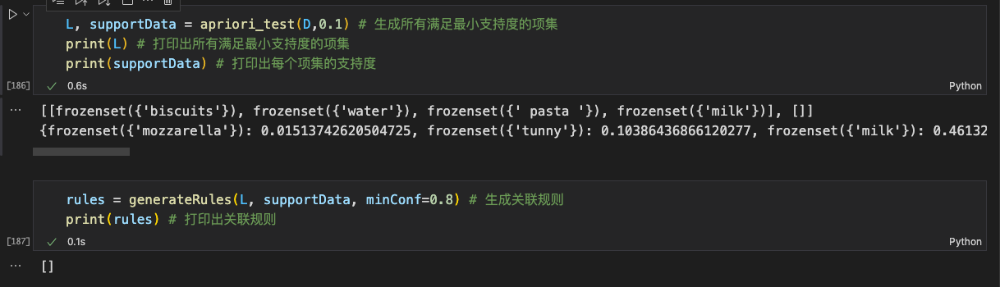 L, supportData = apriori_test(D,0.1) # 生成所有满足最小支持度的项集
print(L) # 打印出所有满足最小支持度的项集
print(supportData) # 打印出每个项集的支持度
[186]
0.6s
Python
[[frozenset({'biscuits'}), frozenset({'water'}), frozenset({' pasta '}), frozenset({'milk'})], []]
{frozenset({'mozzarella'}): 0.01513742620504725, frozenset({'tunny'}): 0.10386436866120277, frozenset({'milk'}): 0.46132
rules = generateRules(L, supportData, minConf=0.8) # 生成关联规则
print(rules) # 打印出关联规则
[187]
0.1s
Python
[]